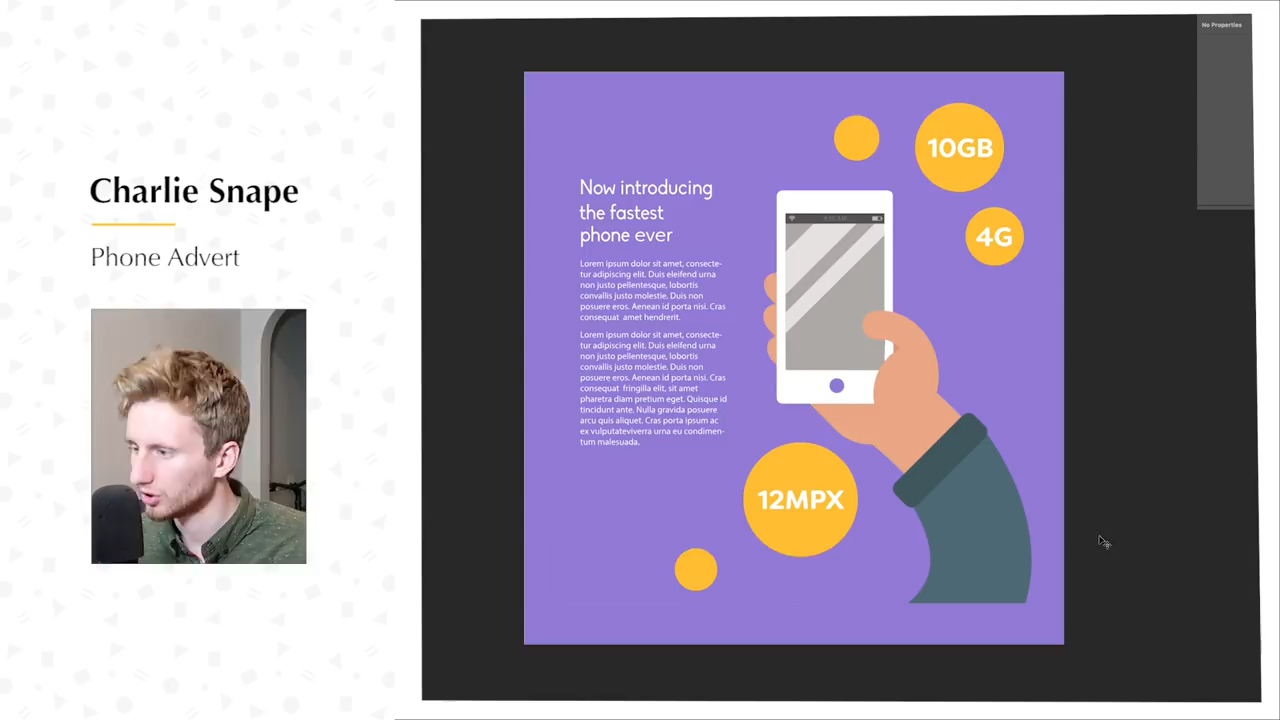 Charlie Snape
Phone Advert
No Properties
10GB
4G
Now introducing
the fastest
phone ever
Lorem ipsum dolor sit amet, consecte-
tur adipiscing elit. Duis eleifend urna
non justo pellentesque, lobortis
convallis justo molestie. Duis non
posuere eros. Aenean id porta nisi. Cras
consequat amet hendrerit.
Lorem ipsum dolor sit amet, consecte-
tur adipiscing elit. Duis eleifend urna
non justo pellentesque, lobortis
convallis justo molestie. Duis non
posuere eros. Aenean id porta nisi. Cras
consequat fringilla elit, sit amet
pharetra diam pretium eget. Quisque id
tincidunt ante. Nulla gravida posuere
arcu quis aliquet. Cras porta ipsum ac
ex vulputateviverra urna eu condimen-
tum malesuada,
12MPX